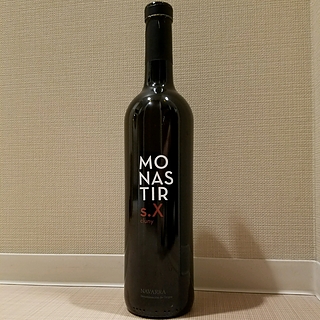 MO
NAS
TIR
s.X
NAVARRA